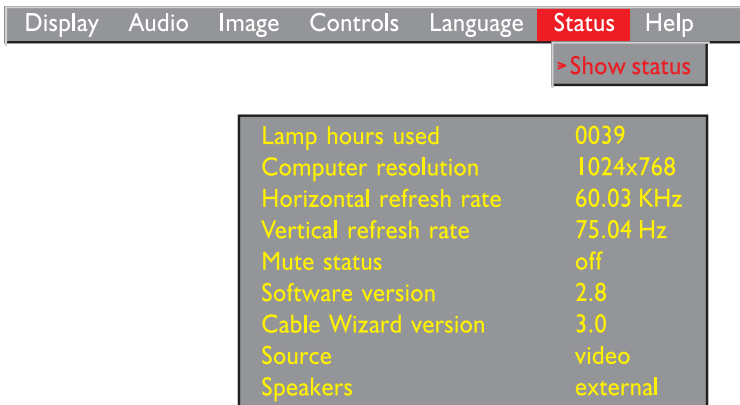 Display Audio Image Controls Language Status Help
➤Show status
Lamp hours used 0039
Computer resolution 1024x768
Horizontal refresh rate 60.03 KHz
Vertical refresh rate 75.04 Hz
Mute status off
Software version 2.8
Cable Wizard version 3.0
Source video
Speakers external